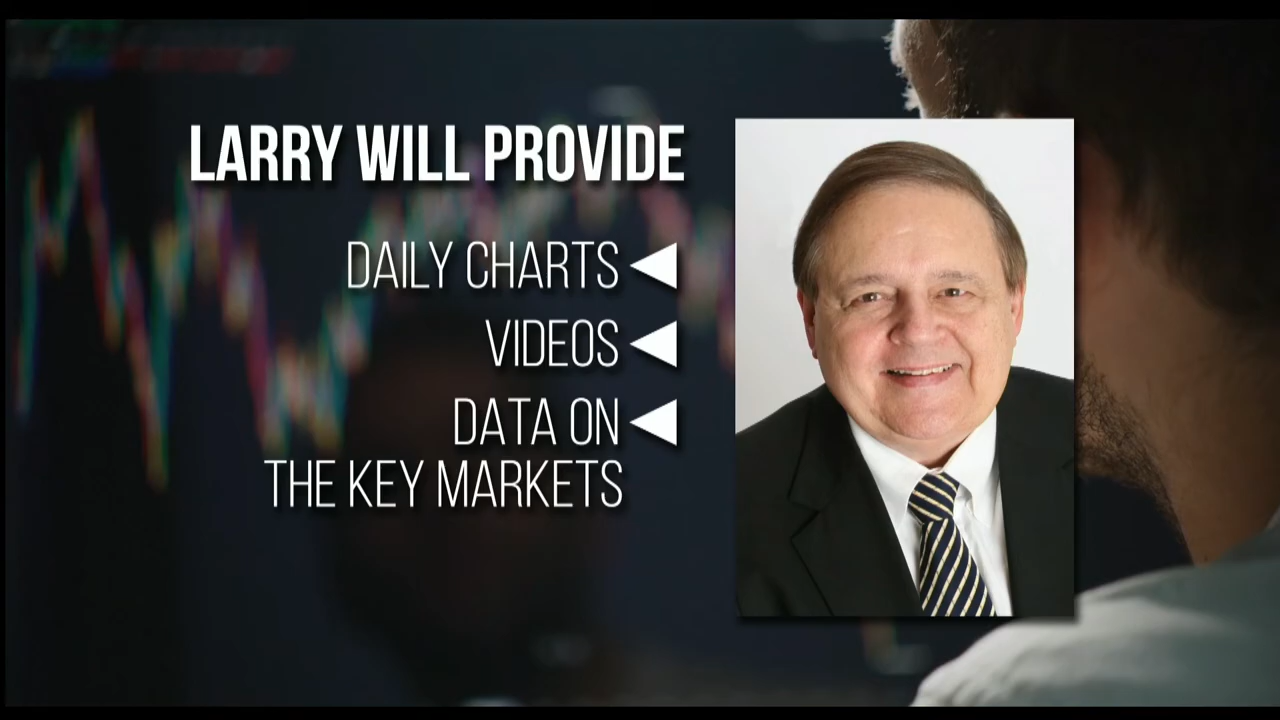 LARRY WILL PROVIDE
DAILY CHARTS
VIDEOS
DATA ON
THE KEY MARKETS